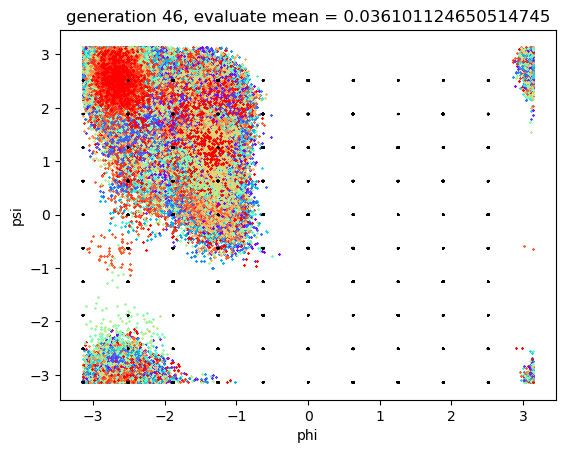 generation 46, evaluate mean = 0.036101124650514745
3
2
1
0
−1
−2
−3
psi
−3 −2 −1 0 1 2 3
phi